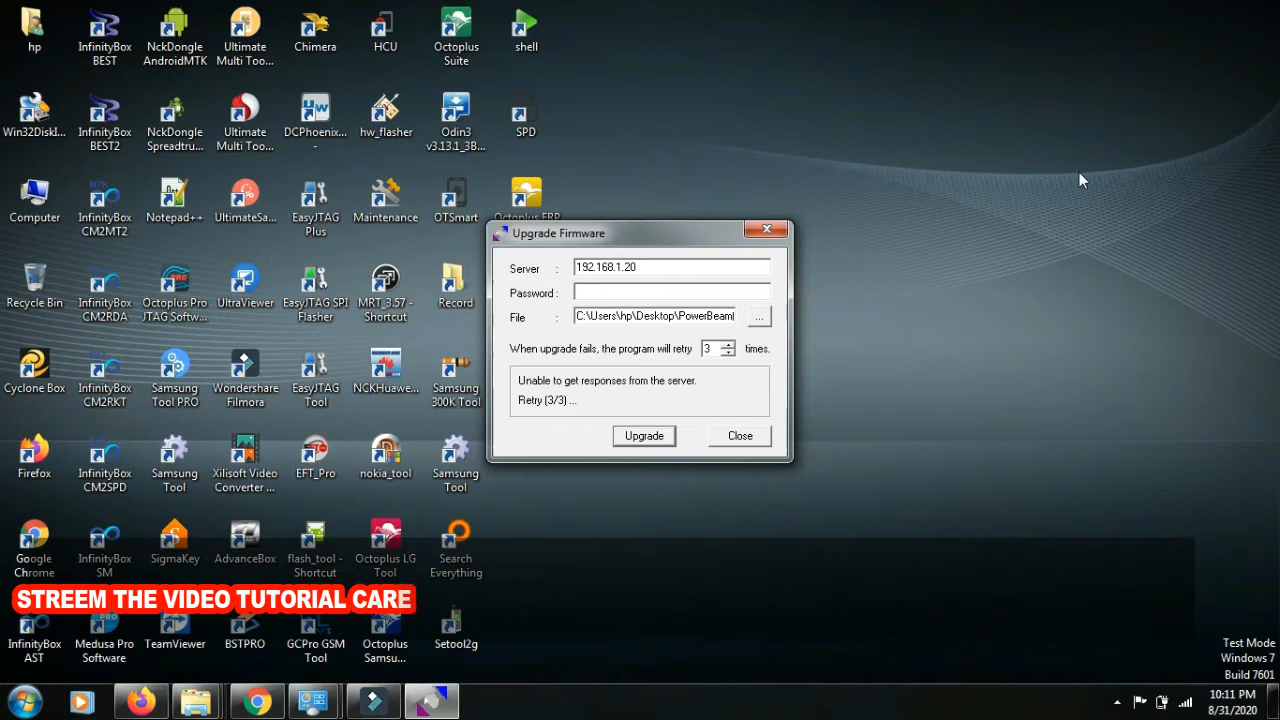 hp
InfinityBox
BEST
NckDongle
AndroidMTK
Ultimate
Multi Too...
Chimera
HCU
Octoplus
Suite
shell
Win32DiskI...
InfinityBox
BEST2
NckDongle
Spreadtru...
Ultimate
Multi Too...
DCPhoenix...
-
hw_flasher
Odin3
v3.13.1_3B...
SPD
Computer
InfinityBox
CM2MT2
Notepad++
UltimateSa...
EasyJTAG
Plus
Maintenance
OTSmart
Octoplus FRP
Recycle Bin
InfinityBox
CM2RDA
Octoplus Pro
JTAG Softw...
UltraViewer
EasyJTAG SPI
Flasher
MRT_3.57 -
Shortcut
Record
Cyclone Box
InfinityBox
CM2RKT
Samsung
Tool PRO
Wondershare
Filmora
EasyJTAG
Tool
NCKHuawe...
Samsung
300K Tool
Firefox
InfinityBox
CM2SPD
Samsung
Tool
Xilisoft Video
Converter ...
EFT_Pro
nokia_tool
Samsung
Tool
Google
Chrome
InfinityBox
SM
SigmaKey
AdvanceBox
flash_tool -
Shortcut
Octoplus LG
Tool
Search
Everything
STREEM THE VIDEO TUTORIAL CARE
InfinityBox
AST
Medusa Pro
Software
TeamViewer
BSTPRO
GCPro GSM
Tool
Octoplus
Samsu...
Setool2g
Upgrade Firmware
Server : 192.168.1.20
Password :
File : C:\Users\hp\Desktop\PowerBeam\ ...
When upgrade fails, the program will retry 3 times.
Unable to get responses from the server.
Retry (3/3) ...
Upgrade Close
Test Mode
Windows 7
Build 7601
10:11 PM
8/31/2020